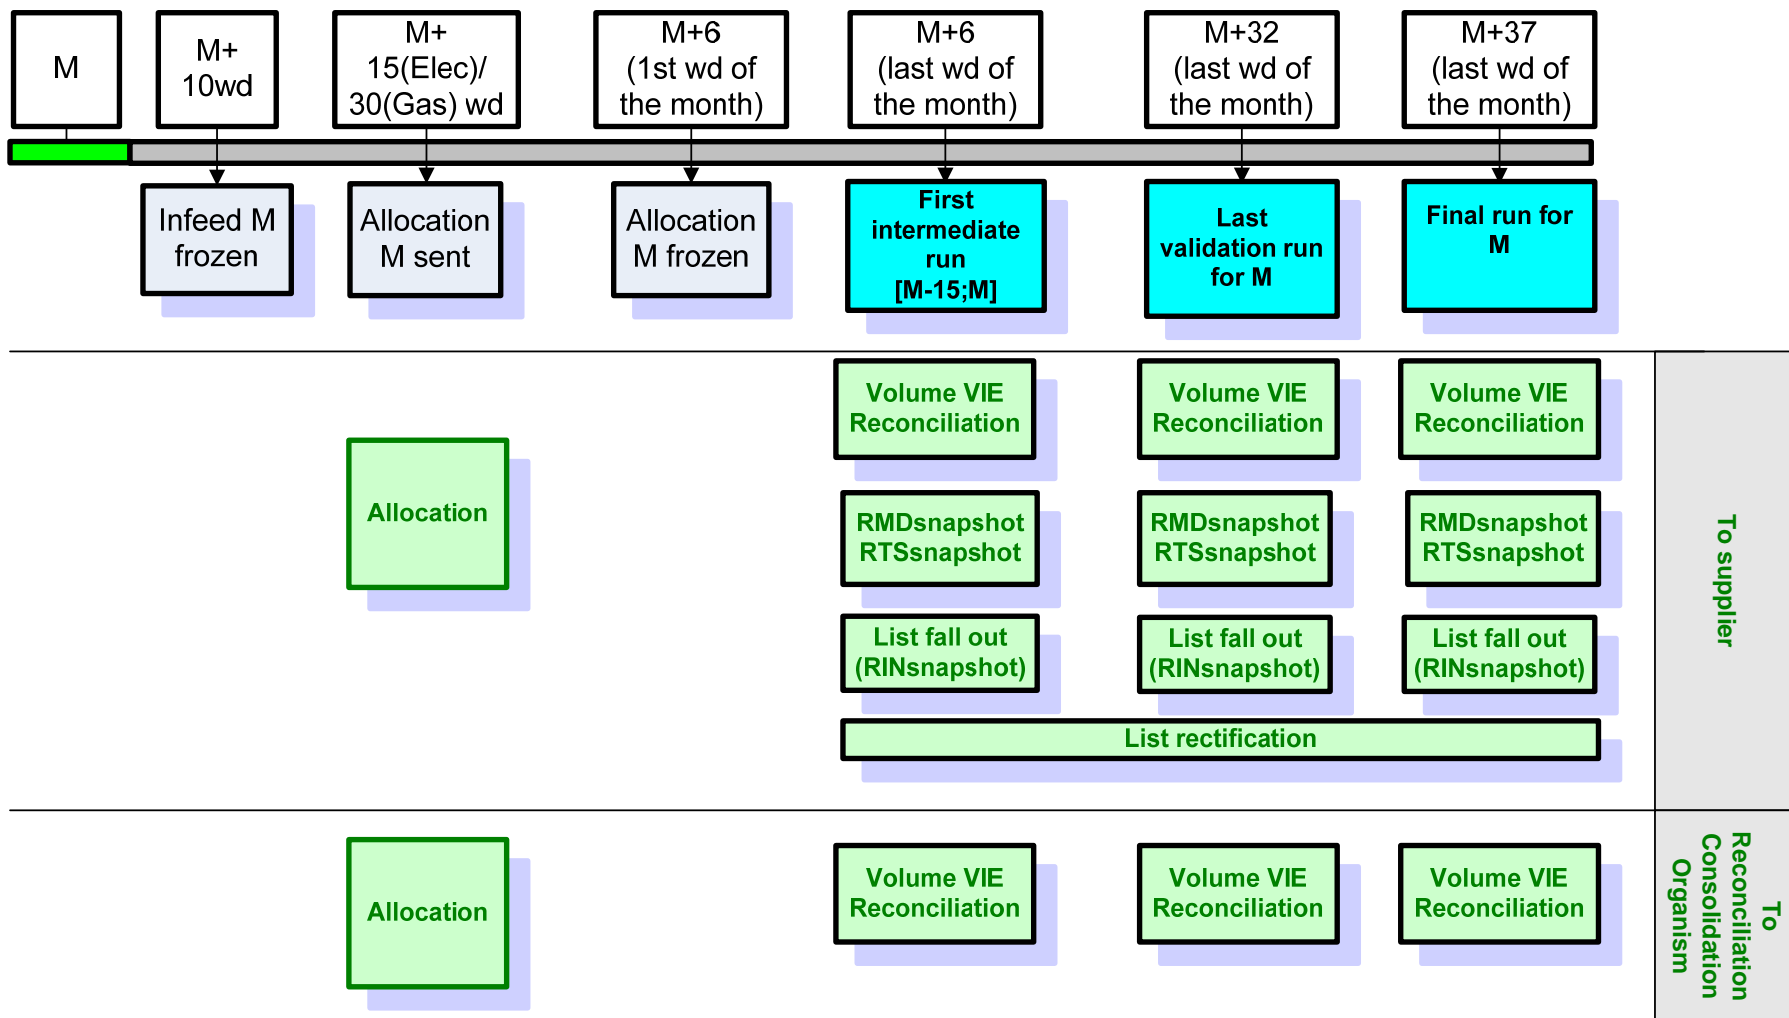 M
M+
10wd
M+
15(Elec)/
30(Gas) wd
M+6
(1st wd of
the month)
M+6
(last wd of
the month)
M+32
(last wd of
the month)
M+37
(last wd of
the month)
Infeed M
frozen
Allocation
M sent
Allocation
M frozen
First
intermediate
run
[M-15;M]
Last
validation run
for M
Final run for
M
Volume VIE
Reconciliation
Volume VIE
Reconciliation
Volume VIE
Reconciliation
Allocation
RMDsnapshot
RTSsnapshot
RMDsnapshot
RTSsnapshot
RMDsnapshot
RTSsnapshot
List fall out
(RINsnapshot)
List fall out
(RINsnapshot)
List fall out
(RINsnapshot)
List rectification
To supplier
Allocation
Volume VIE
Reconciliation
Volume VIE
Reconciliation
Volume VIE
Reconciliation
To
Reconciliation
Consolidation
Organism